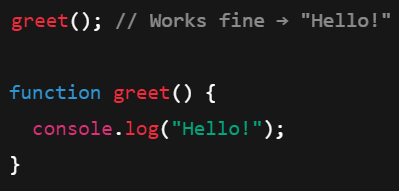 greet(); // Works fine → "Hello!"
function greet() {
  console.log("Hello!");
}